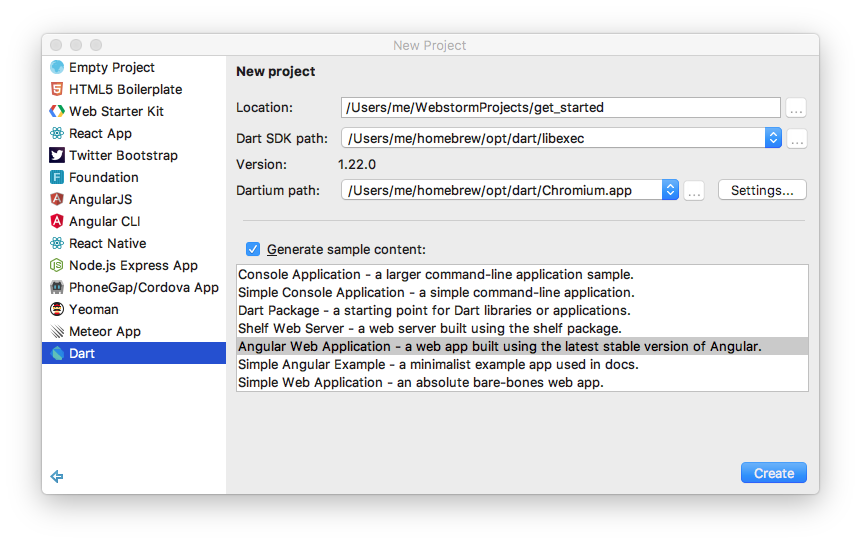 New Project
Empty Project
HTML5 Boilerplate
Web Starter Kit
React App
Twitter Bootstrap
Foundation
AngularJS
Angular CLI
React Native
Node.js Express App
PhoneGap/Cordova App
Yeoman
Meteor App
Dart
New project
Location: /Users/me/WebstormProjects/get_started ...
Dart SDK path: /Users/me/homebrew/opt/dart/libexec ...
Version: 1.22.0
Dartium path: /Users/me/homebrew/opt/dart/Chromium.app ... Settings...
Generate sample content:
Console Application – a larger command-line application sample.
Simple Console Application – a simple command-line application.
Dart Package – a starting point for Dart libraries or applications.
Shelf Web Server – a web server built using the shelf package.
Angular Web Application – a web app built using the latest stable version of Angular.
Simple Angular Example – a minimalist example app used in docs.
Simple Web Application – an absolute bare-bones web app.
Create